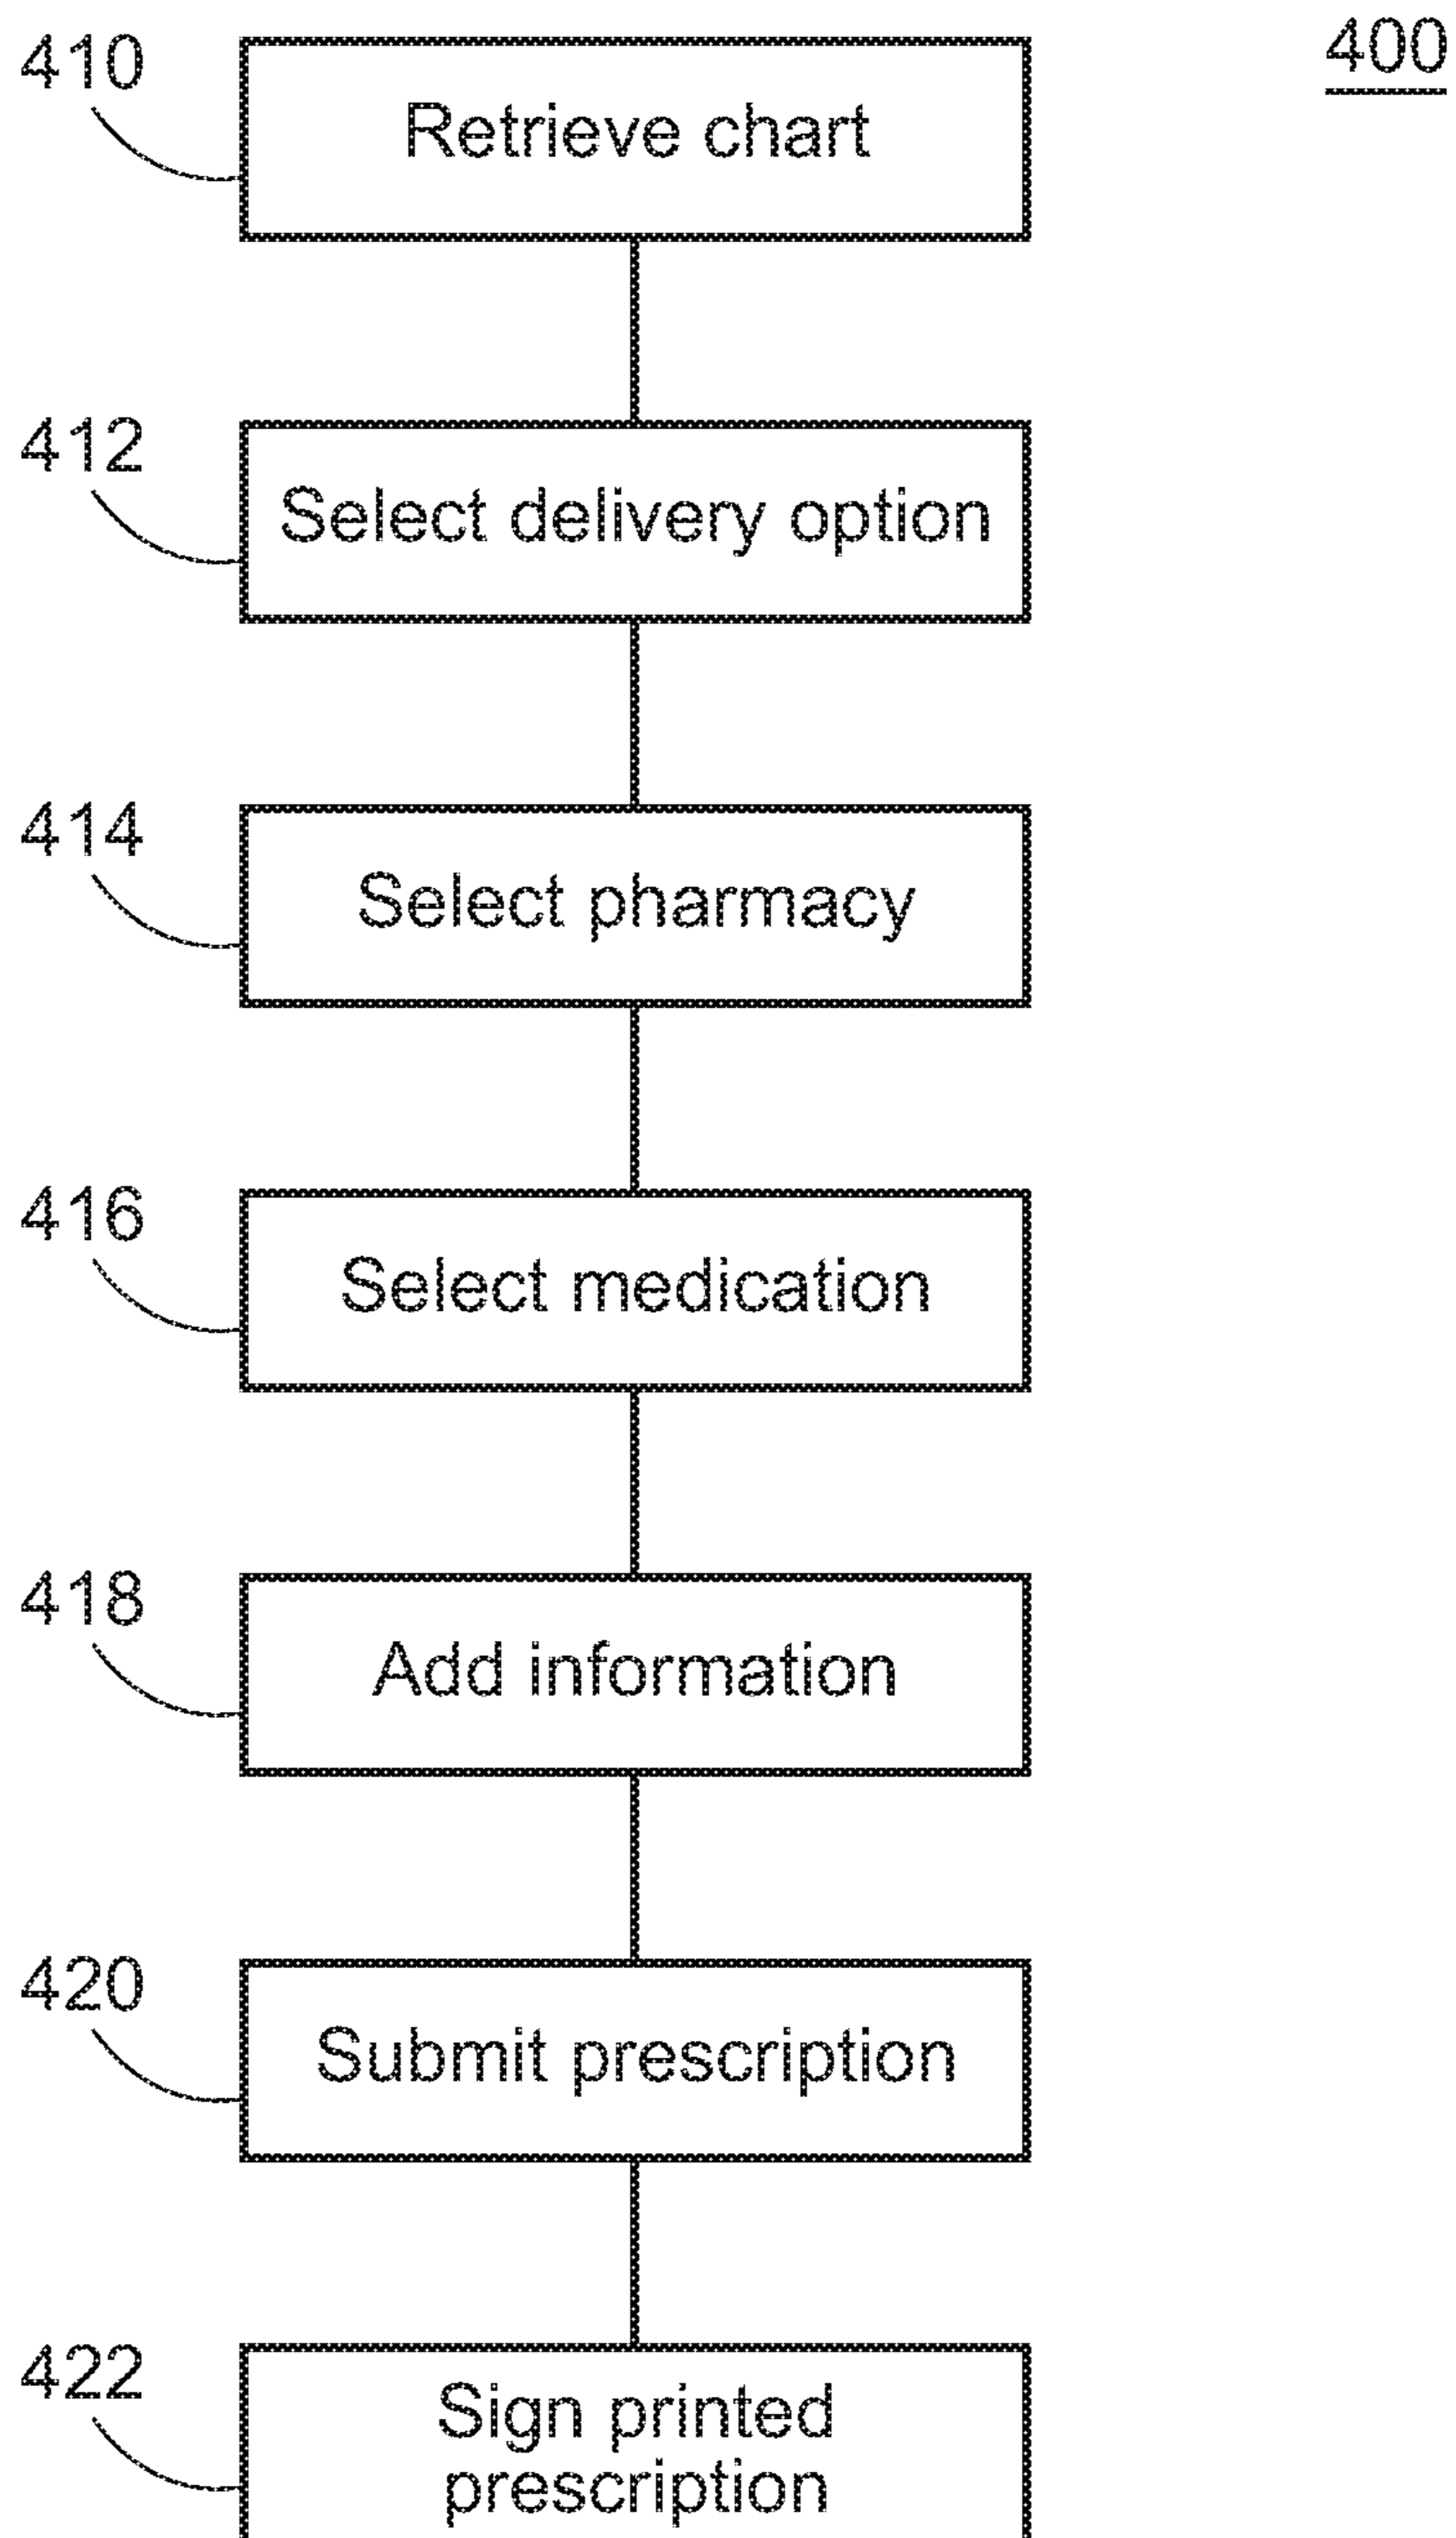 410
Retrieve chart
400
412
Select delivery option
414
Select pharmacy
416
Select medication
418
Add information
420
Submit prescription
422
Sign printed
prescription